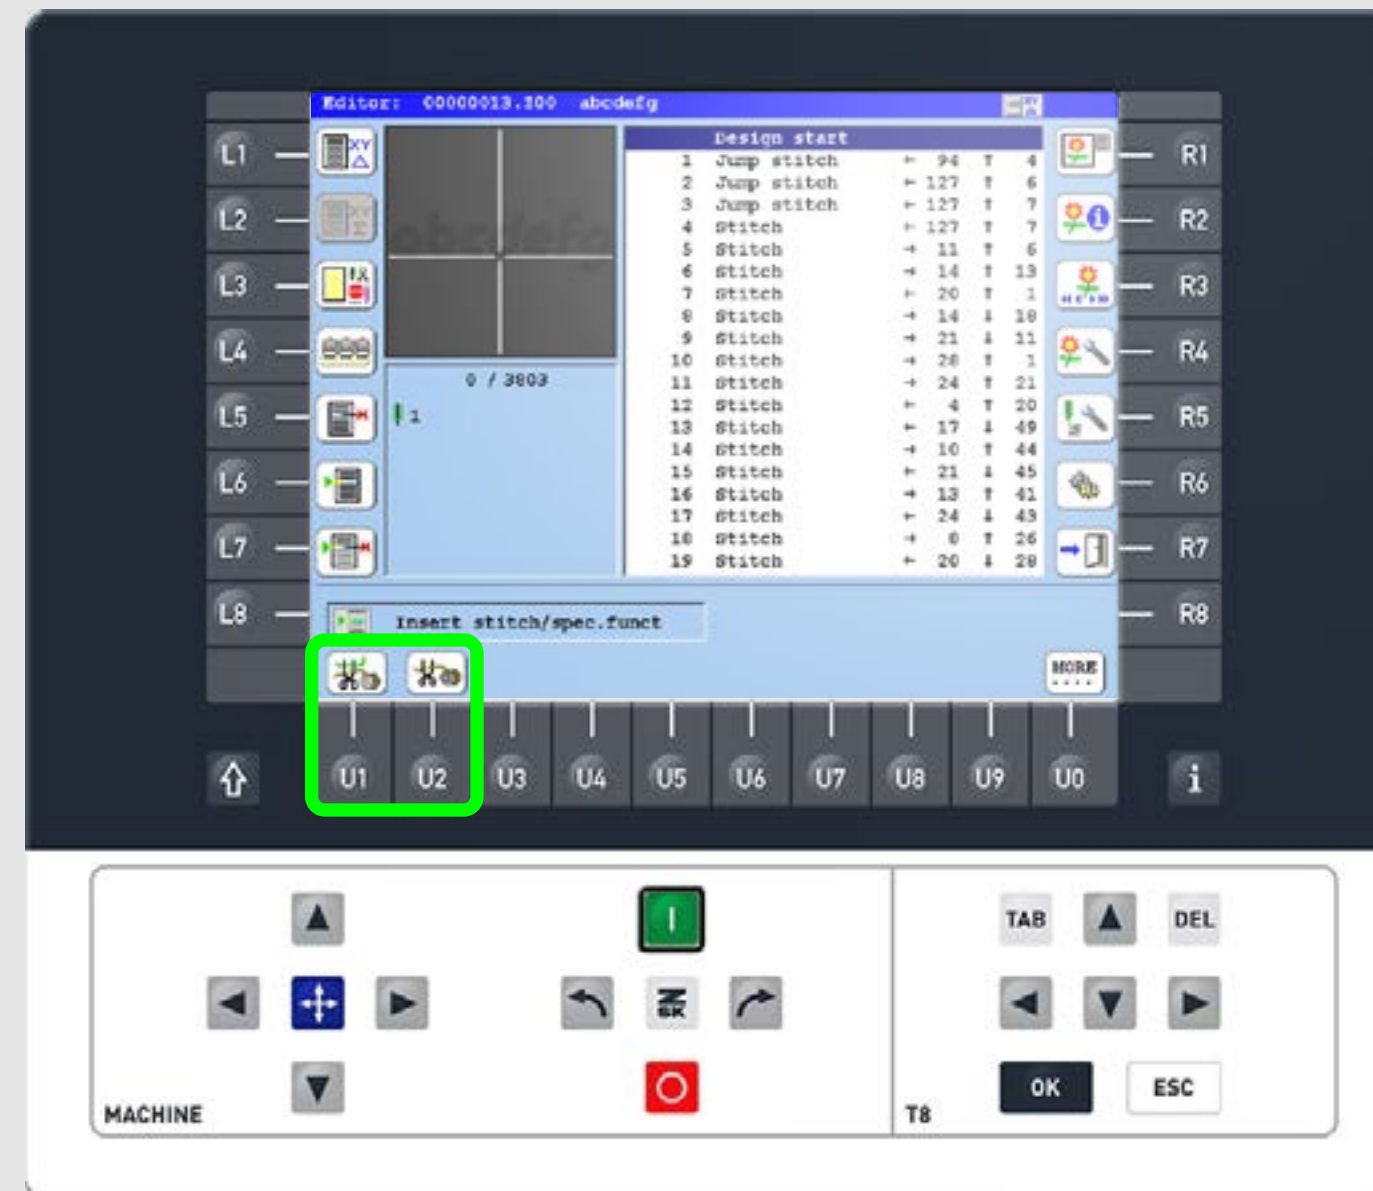 Editor: 00000013.Z00 abcdefg
L1
L2
L3
L4
L5
L6
L7
L8
XY
abcdefg
0 / 3803
1
Design start
1 Jump stitch ← 94 ↑ 4
2 Jump stitch ← 127 ↑ 6
3 Jump stitch ← 127 ↑ 7
4 Stitch ← 127 ↑ 7
5 Stitch → 11 ↑ 6
6 Stitch → 14 ↑ 13
7 Stitch ← 20 ↑ 1
8 Stitch → 14 ↓ 18
9 Stitch → 21 ↓ 11
10 Stitch → 28 ↑ 1
11 Stitch → 24 ↑ 21
12 Stitch ← 4 ↑ 20
13 Stitch ← 17 ↓ 49
14 Stitch → 10 ↑ 44
15 Stitch ← 21 ↓ 45
16 Stitch → 13 ↑ 41
17 Stitch ← 24 ↓ 43
18 Stitch → 0 ↑ 26
19 Stitch ← 20 ↓ 28
R1
R2
R3
R4
R5
R6
R7
R8
Insert stitch/spec.funct
MORE
....
U1 U2 U3 U4 U5 U6 U7 U8 U9 U0
i
I
ZSK
MACHINE
TAB
DEL
OK
ESC
T8